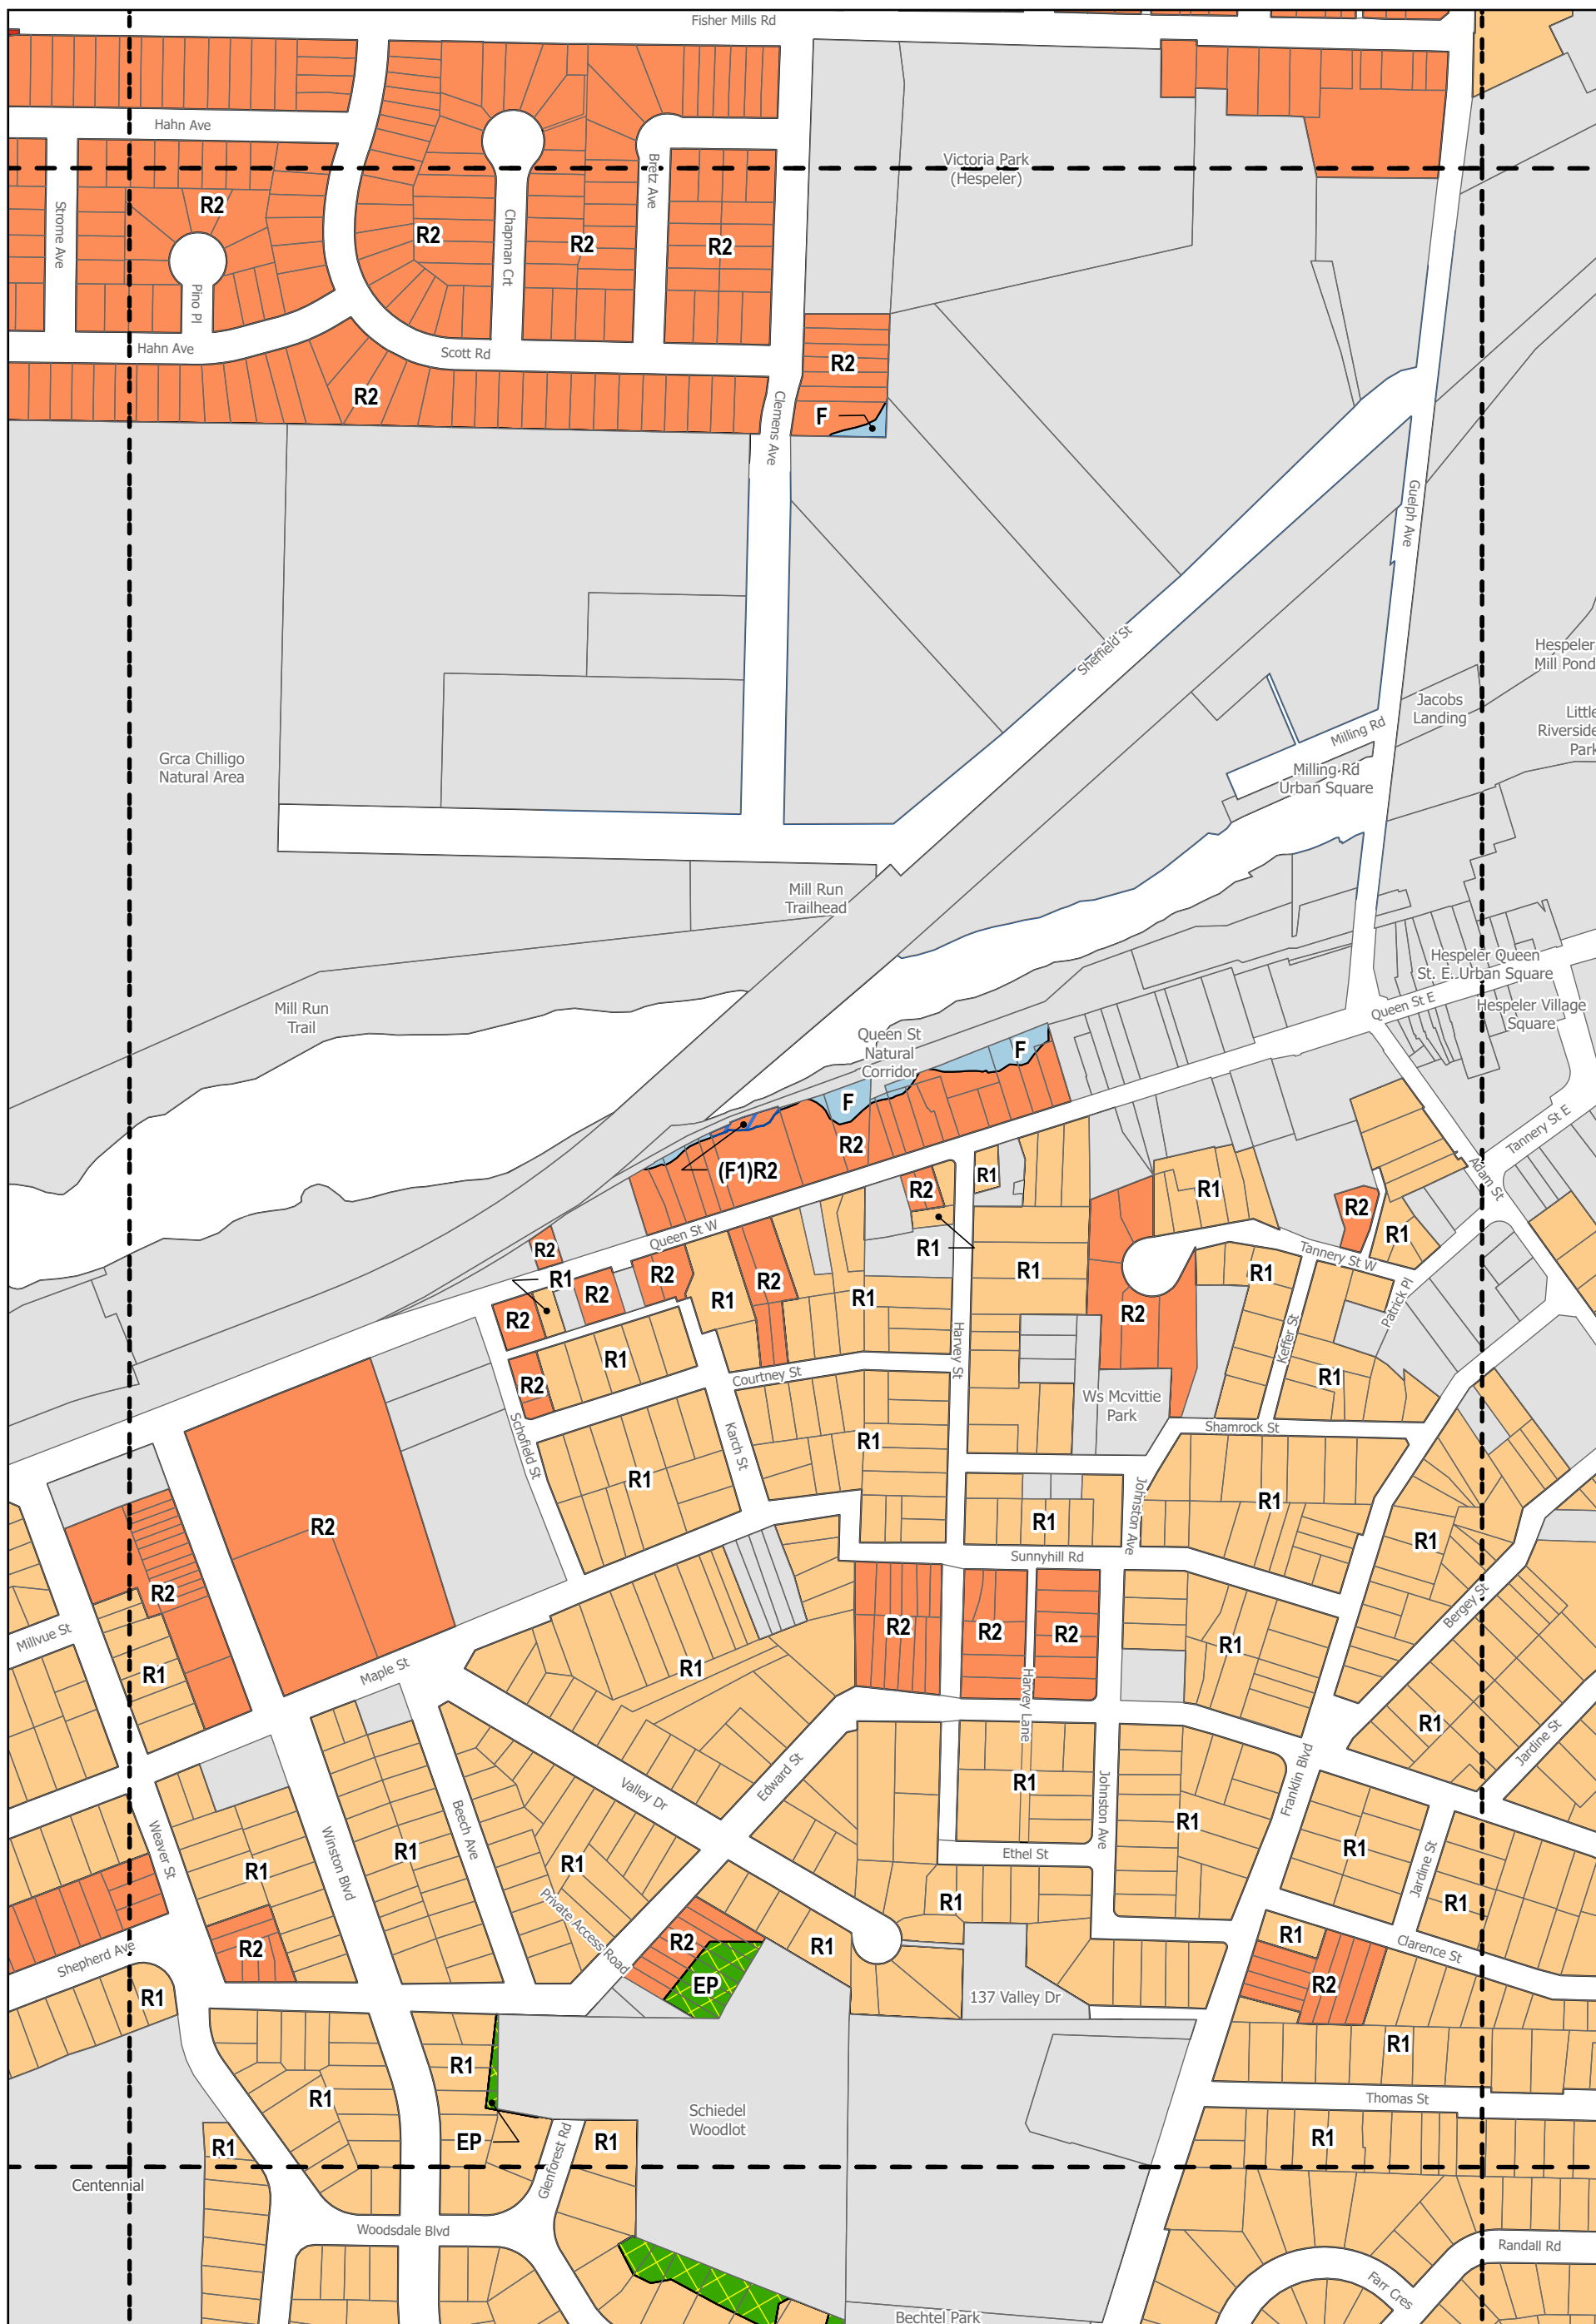 Fisher Mills Rd
Hahn Ave
Victoria Park
(Hespeler)
Bretz Ave
Strome Ave
R2
Chapman Crt
R2
R2
R2
Pino Pl
Hahn Ave
Scott Rd
R2
R2
F
Clemens Ave
Guelph Ave
Sheffield St
Hespeler
Mill Pond
Jacobs
Landing
Little
Riverside
Park
Milling Rd
Grca Chilligo
Natural Area
Milling Rd
Urban Square
Mill Run
Trailhead
Hespeler Queen
St. E. Urban Square
Mill Run
Trail
Queen St E
Hespeler Village
Square
Queen St
Natural
Corridor
F
F
R2
(F1)R2
Tannery St E
Adam St
R1
R2
R1
R2
R1
R2
Queen St W
R1
R1
Tannery St W
R2
R1
R2
R2
R1
R2
R1
R1
R1
R2
R2
Patrick Pl
Keffer St
Harvey St
R1
Courtney St
R2
R1
Ws Mcvittie
Park
Shamrock St
Schofield St
Karch St
R1
R1
R1
Johnston Ave
R1
R2
R1
Sunnyhill Rd
R2
Bergey St
R2
R2
R2
R1
Millvue St
R1
R1
Maple St
Harvey Lane
R1
Jardine St
Edward St
Valley Dr
R1
Franklin Blvd
Johnston Ave
R1
Beech Ave
Weaver St
Winston Blvd
R1
R1
R1
R1
Ethel St
Jardine St
R1
R1
Private Access Road
R1
R2
R2
R1
Clarence St
Shepherd Ave
EP
R2
R1
137 Valley Dr
R1
R1
R1
Thomas St
Schiedel
Woodlot
R1
EP
R1
R1
Glenforest Rd
Centennial
Woodsdale Blvd
Randall Rd
Farr Cres
Bechtel Park